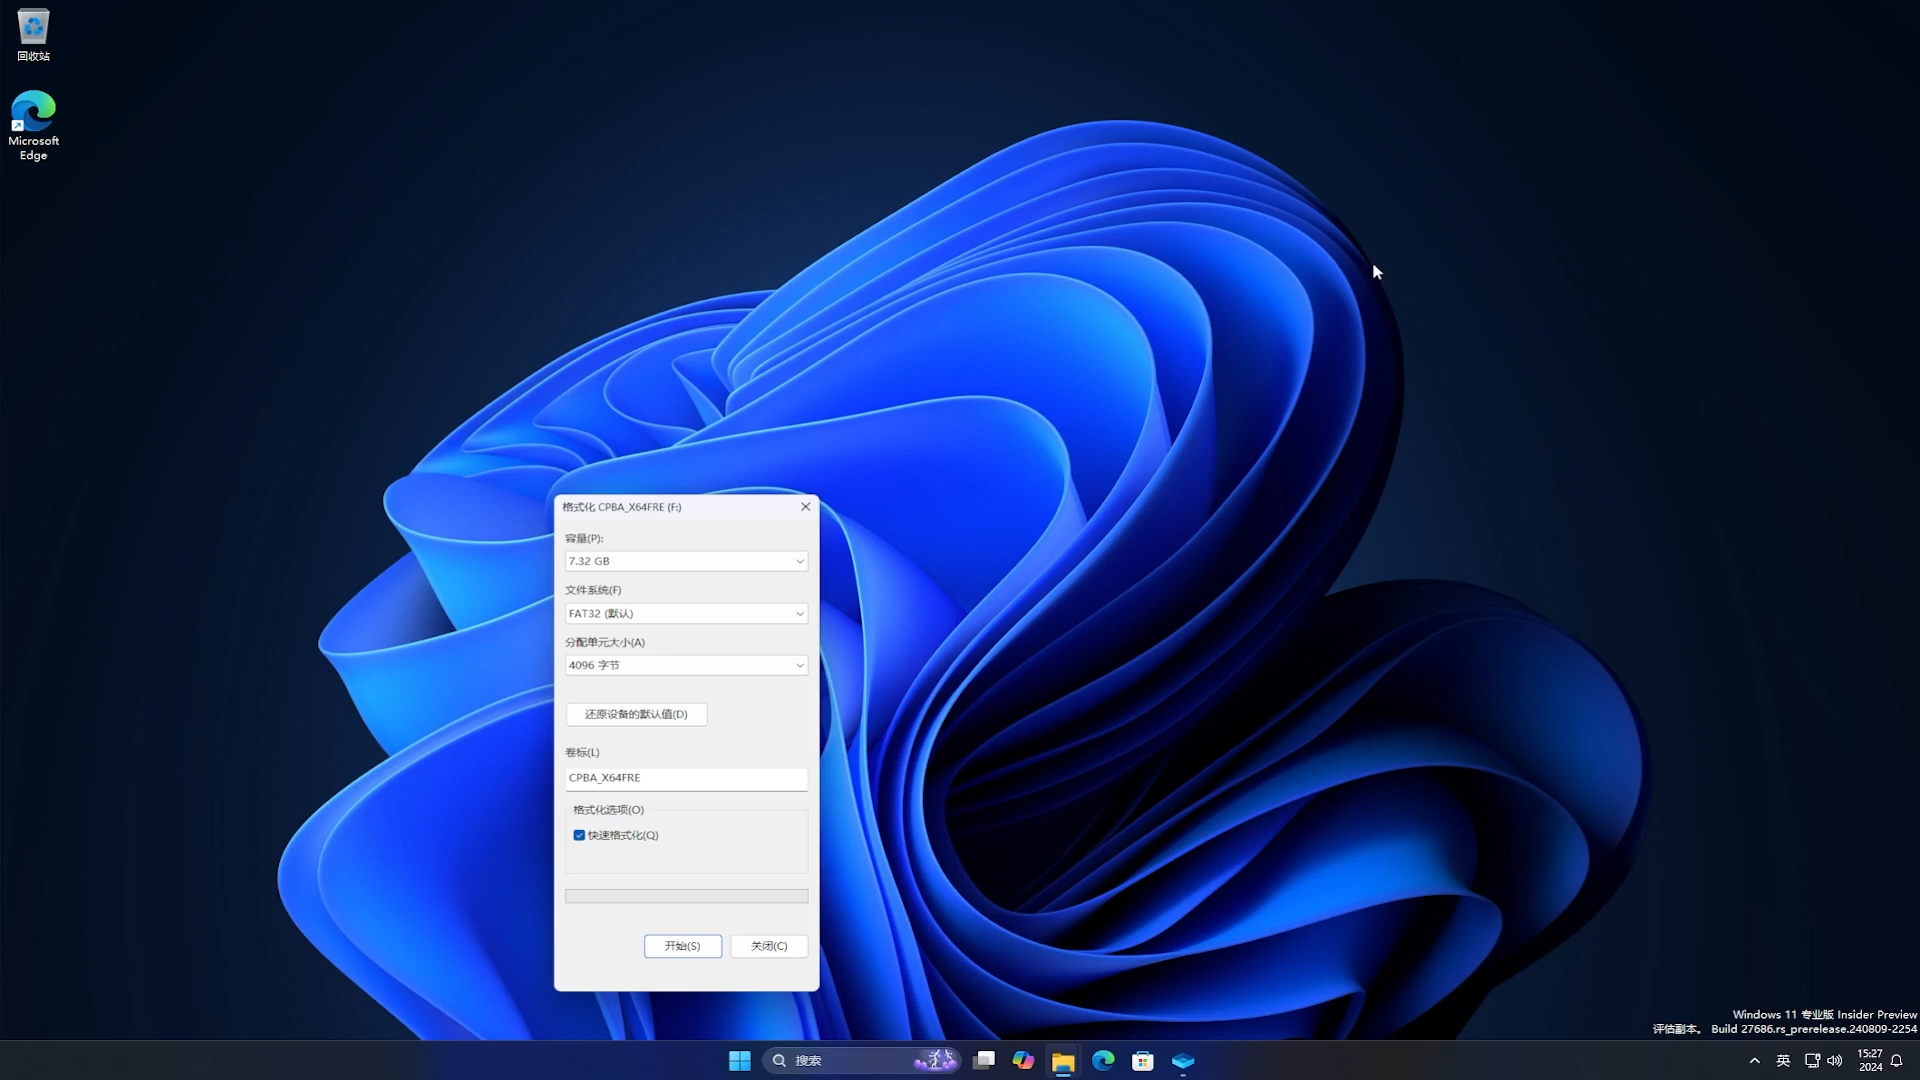 回收站
Microsoft
Edge
格式化 CPBA_X64FRE (F:)
容量(P):
7.32 GB
文件系统(F)
FAT32 (默认)
分配单元大小(A)
4096 字节
还原设备的默认值(D)
卷标(L)
CPBA_X64FRE
格式化选项(O)
快速格式化(Q)
开始(S)
关闭(C)
Windows 11 专业版 Insider Preview
评估副本。 Build 27686.rs_prerelease.240809-2254
搜索
英
15:27
2024